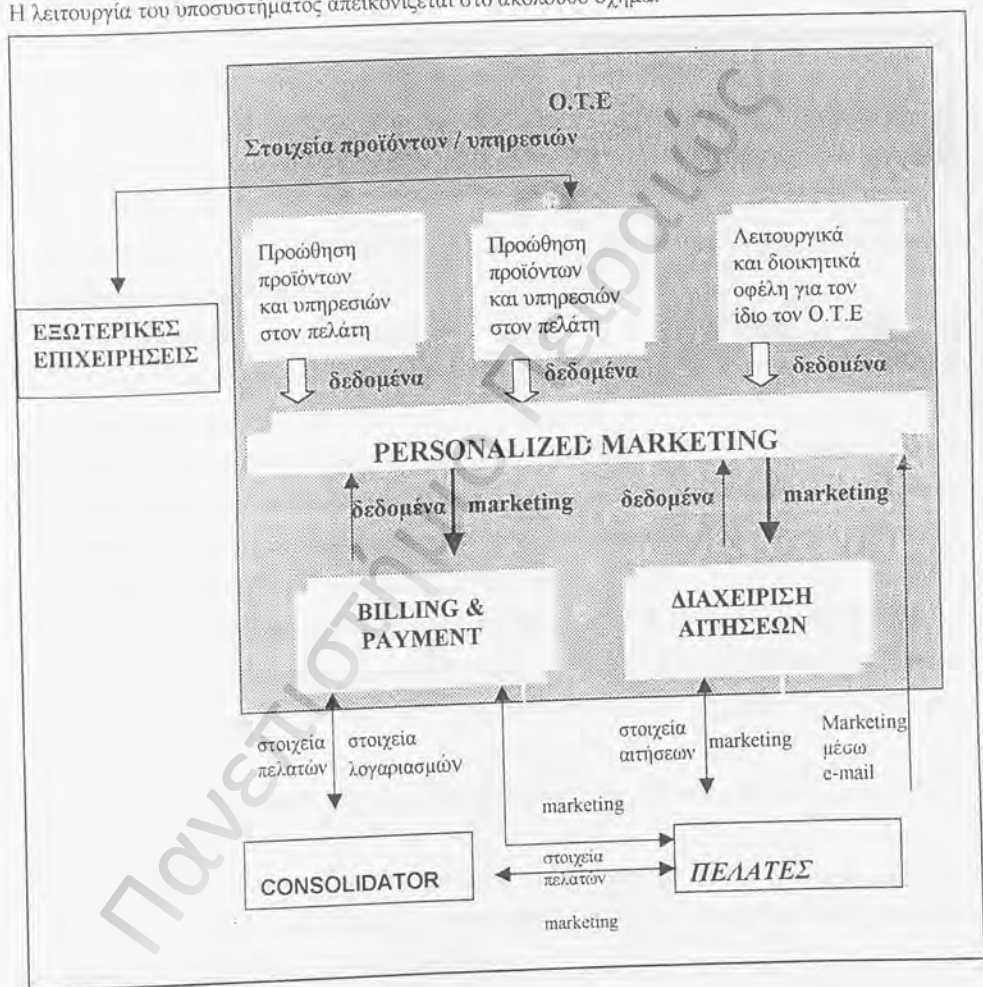 Η λειτουργία του υποσυστήματος απεικονίζεται στο ακόλουθο σχήμα.
Ο.Τ.Ε
Στοιχεία προϊόντων / υπηρεσιών
Προώθηση
προϊόντων
και υπηρεσιών
στον πελάτη
Προώθηση
προϊόντων
και υπηρεσιών
στον πελάτη
Λειτουργικά
και διοικητικά
οφέλη για τον
ίδιο τον Ο.Τ.Ε
ΕΞΩΤΕΡΙΚΕΣ
ΕΠΙΧΕΙΡΗΣΕΙΣ
δεδομένα
δεδομένα
δεδομένα
PERSONALIZED MARKETING
δεδομένα
marketing
δεδομένα
marketing
BILLING &
PAYMENT
ΔΙΑΧΕΙΡΙΣΗ
ΑΙΤΗΣΕΩΝ
στοιχεία
πελατών
στοιχεία
λογαριασμών
στοιχεία
αιτήσεων
marketing
Marketing
μέσω
e-mail
marketing
CONSOLIDATOR
στοιχεία
πελατών
ΠΕΛΑΤΕΣ
marketing
Πανεπιστήμιο Πειραιώς